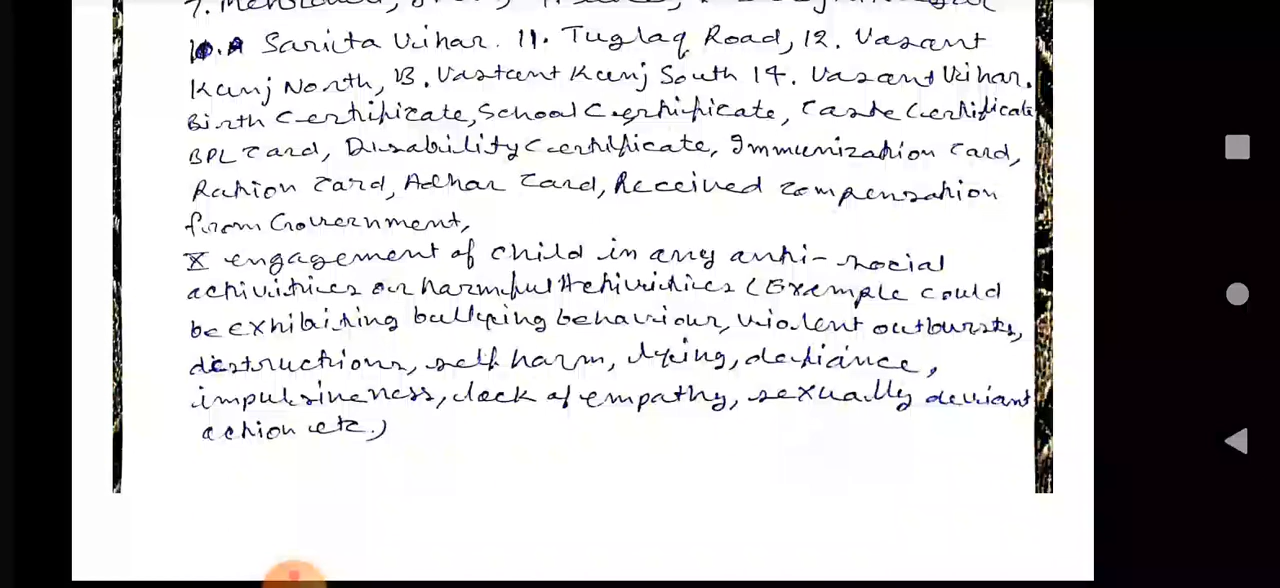 7. Mehrauli,
10. Sarita Vihar. 11. Tuglaq Road, 12. Vasant
Kunj North, 13. Vastant Kunj South 14. Vasant Vihar.
Birth Certificate, School Certificate, Caste Certificate
BPL Card, Disability Certificate, Immunization Card,
Ration Card, Adhar Card, Received Compensation
from Government,
X engagement of child in any anti-social
activities or harmful Activities (Example could
be exhibiting bullying behaviour, violent outbursts,
destructions, self harm, lyeing, defiance,
impulsiveness, lack of empathy, sexually deviant
action etc.)